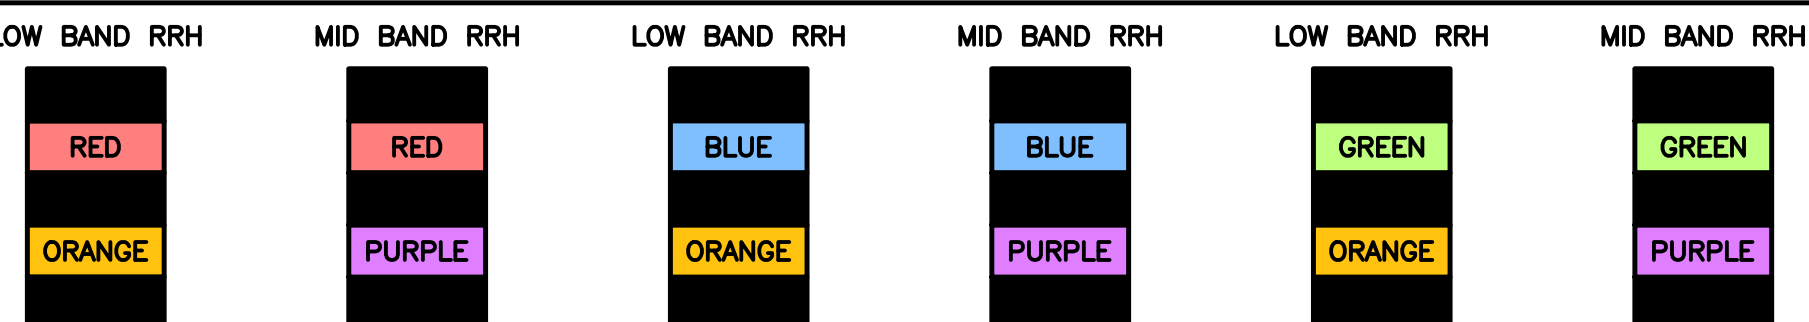 LOW BAND RRH MID BAND RRH LOW BAND RRH MID BAND RRH LOW BAND RRH MID BAND RRH
RED RED BLUE BLUE GREEN GREEN
ORANGE PURPLE ORANGE PURPLE ORANGE PURPLE